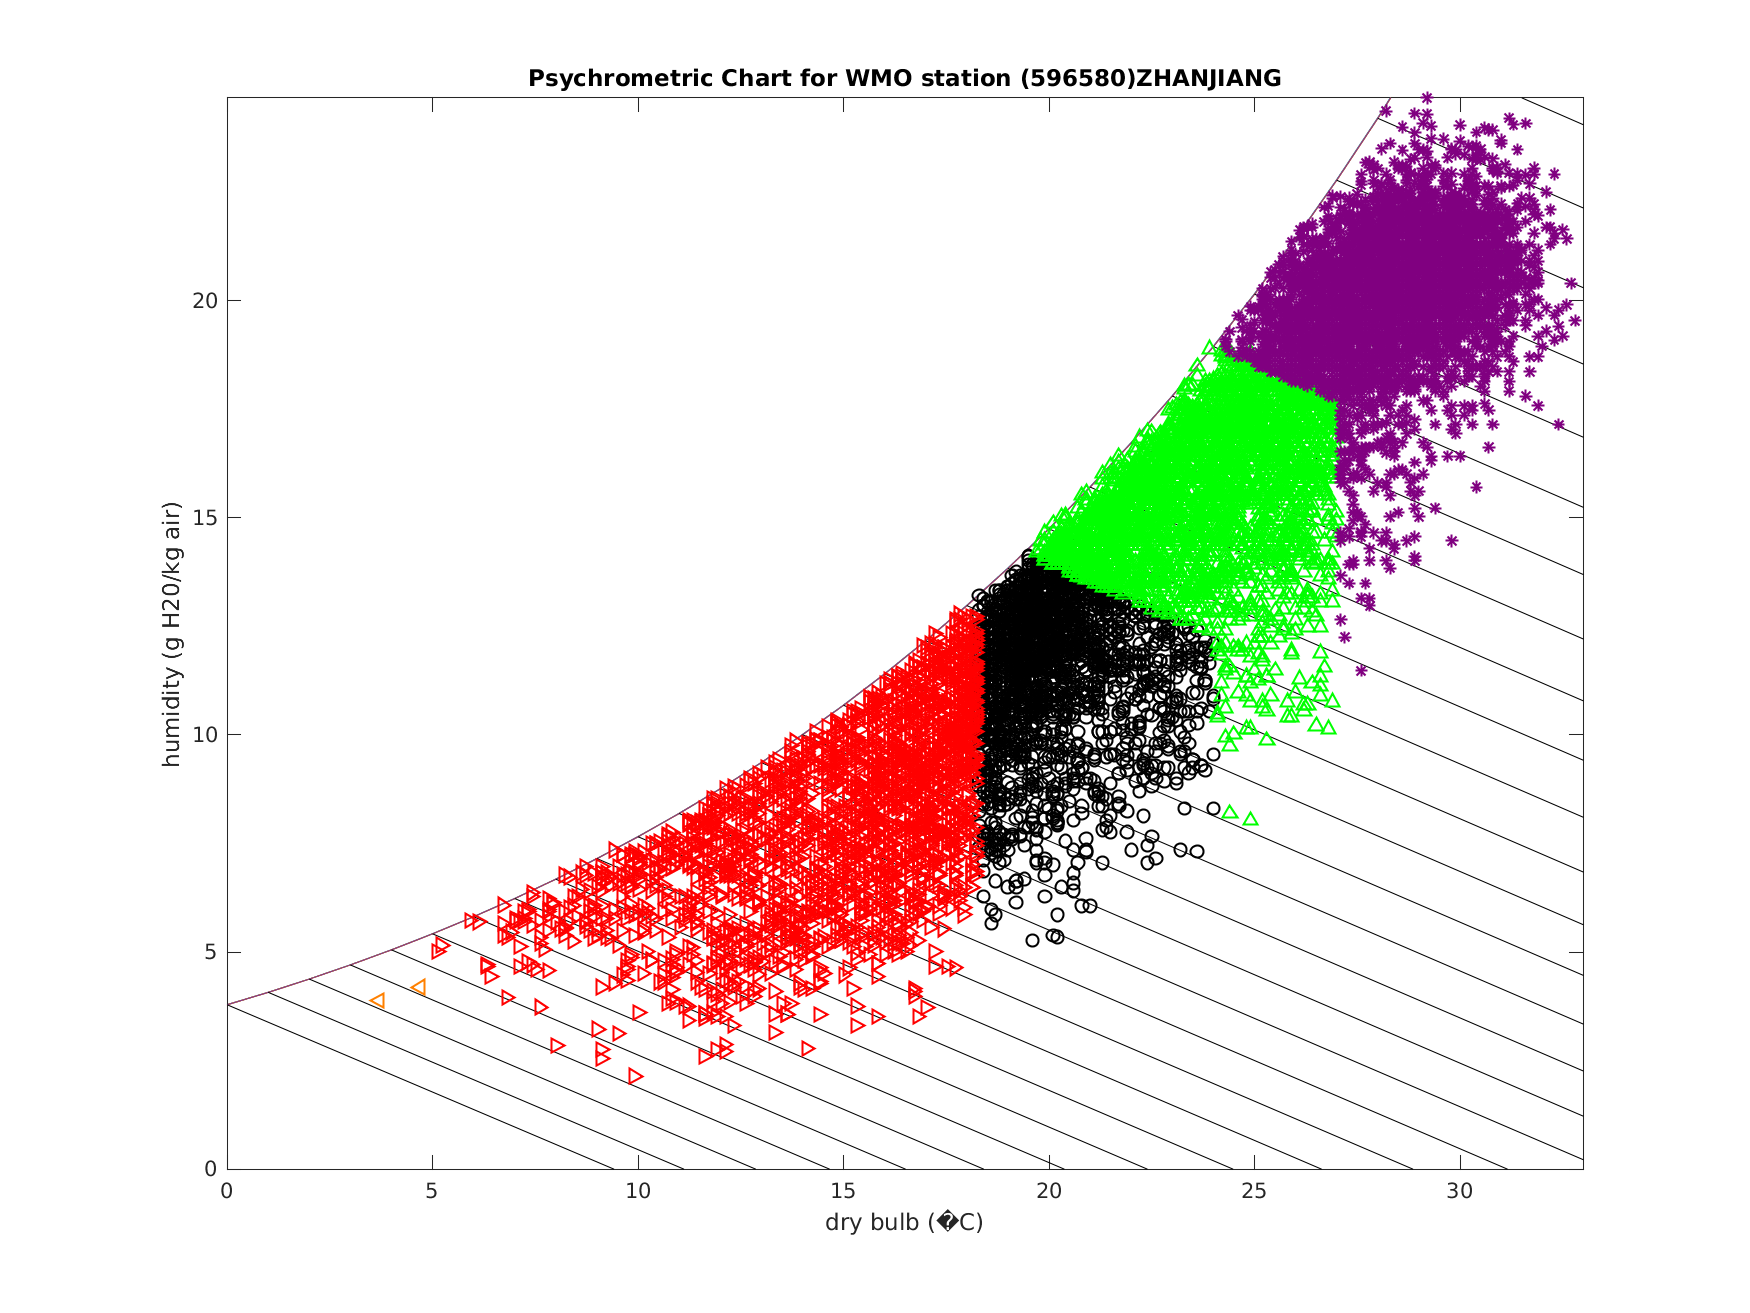 Psychrometric Chart for WMO station (596580)ZHANJIANG
humidity (g H20/kg air)
20
15
10
5
0
0 5 10 15 20 25 30
dry bulb (�C)